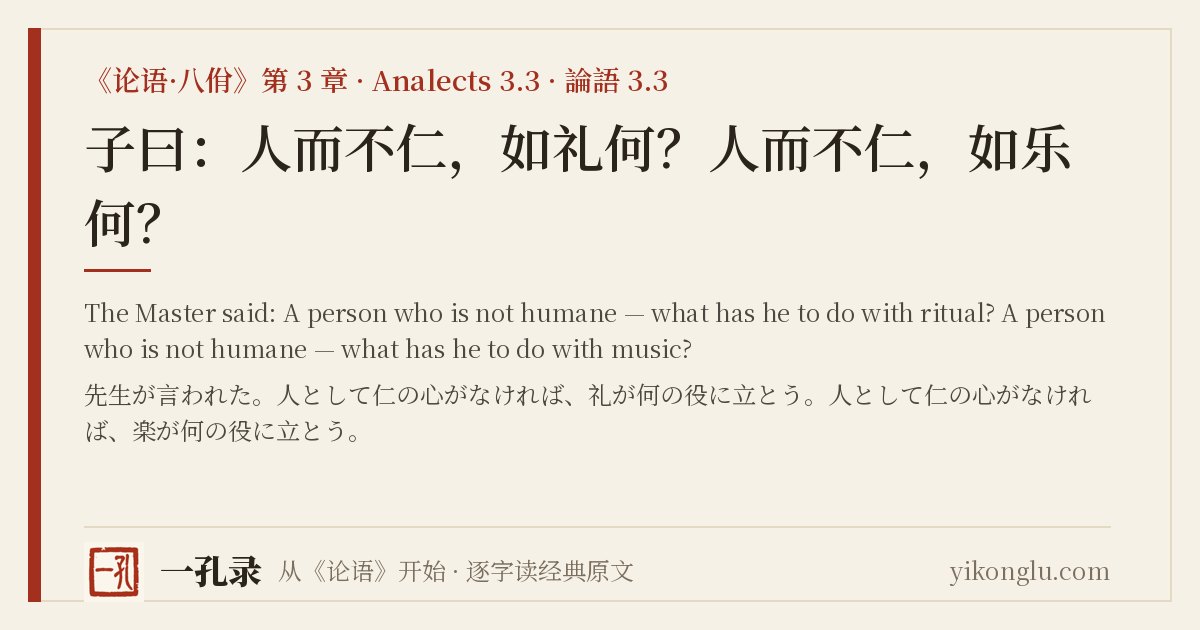 《论语·八佾》第 3 章 · Analects 3.3 · 論語 3.3
子曰：人而不仁，如礼何？人而不仁，如乐
何？
The Master said: A person who is not humane — what has he to do with ritual? A person
who is not humane — what has he to do with music?
先生が言われた。人として仁の心がなければ、礼が何の役に立とう。人として仁の心がなけれ
ば、楽が何の役に立とう。
一孔
一孔录 从《论语》开始 · 逐字读经典原文 yikonglu.com